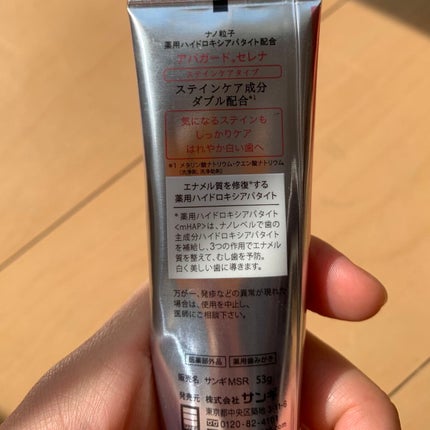 ナノ粒子
薬用ハイドロキシアパタイト配合
アパガード®セレナ
ステインケアタイプ
ステインケア成分
ダブル配合*1
気になるステインも
しっかりケア
はれやか白い歯へ
*1 メタリン酸ナトリウム・クエン酸ナトリウム
(洗浄剤、清掃助剤)
エナメル質を修復*する
薬用ハイドロキシアパタイト
*薬用ハイドロキシアパタイト
<mHAP>は、ナノレベルで歯の
主成分ハイドロキシアパタイト
を補給し、3つの作用でエナメル
質を整えて、むし歯を予防。
白く美しい歯に導きます。
万が一、発疹などの異常が現れた
場合は、使用を中止し、
医師にご相談下さい。
医薬部外品 薬用歯みがき
販売名 サンギMSR 53g
発売元 株式会社サンギ
東京都中央区築地
0120-82-41